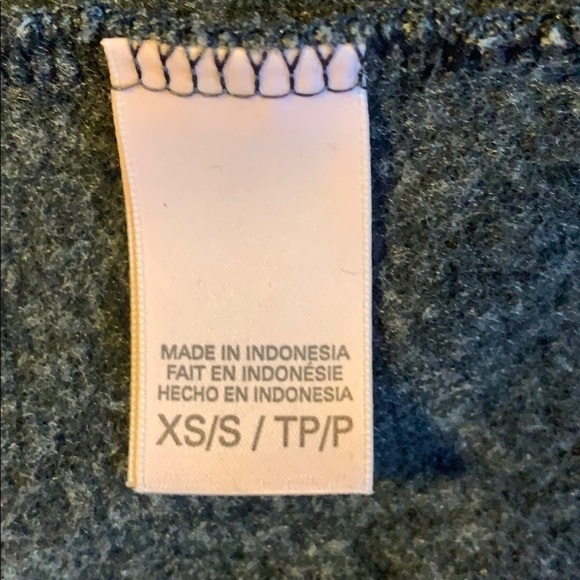 MADE IN INDONESIA
FAIT EN INDONÉSIE
HECHO EN INDONESIA
XS/S / TP/P